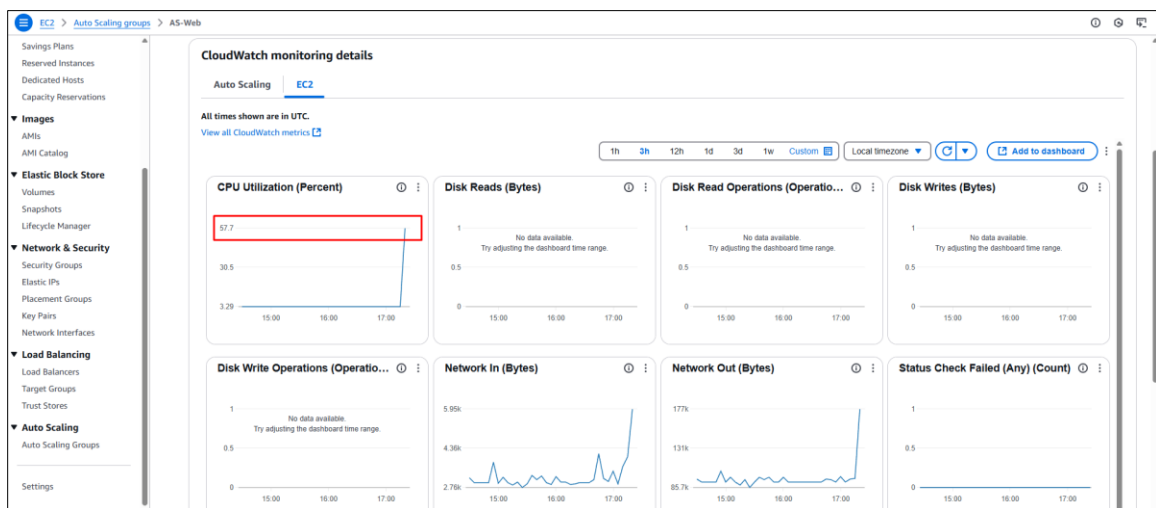 EC2 > Auto Scaling groups > AS-Web
Savings Plans
Reserved Instances
Dedicated Hosts
Capacity Reservations
Images
AMIs
AMI Catalog
Elastic Block Store
Volumes
Snapshots
Lifecycle Manager
Network & Security
Security Groups
Elastic IPs
Placement Groups
Key Pairs
Network Interfaces
Load Balancing
Load Balancers
Target Groups
Trust Stores
Auto Scaling
Auto Scaling Groups
Settings
CloudWatch monitoring details
Auto Scaling EC2
All times shown are in UTC.
View all CloudWatch metrics
1h 3h 12h 1d 3d 1w Custom Local timezone Add to dashboard
CPU Utilization (Percent)
57.7
30.5
3.29
15:00 16:00 17:00
Disk Reads (Bytes)
1
No data available.
Try adjusting the dashboard time range.
0.5
0
15:00 16:00 17:00
Disk Read Operations (Operatio...
1
No data available.
Try adjusting the dashboard time range.
0.5
0
15:00 16:00 17:00
Disk Writes (Bytes)
1
No data available.
Try adjusting the dashboard time range.
0.5
0
15:00 16:00 17:00
Disk Write Operations (Operatio...
1
No data available.
Try adjusting the dashboard time range.
0.5
0
15:00 16:00 17:00
Network In (Bytes)
5.95k
4.36k
2.76k
15:00 16:00 17:00
Network Out (Bytes)
177k
131k
85.7k
15:00 16:00 17:00
Status Check Failed (Any) (Count)
1
0.5
0
15:00 16:00 17:00